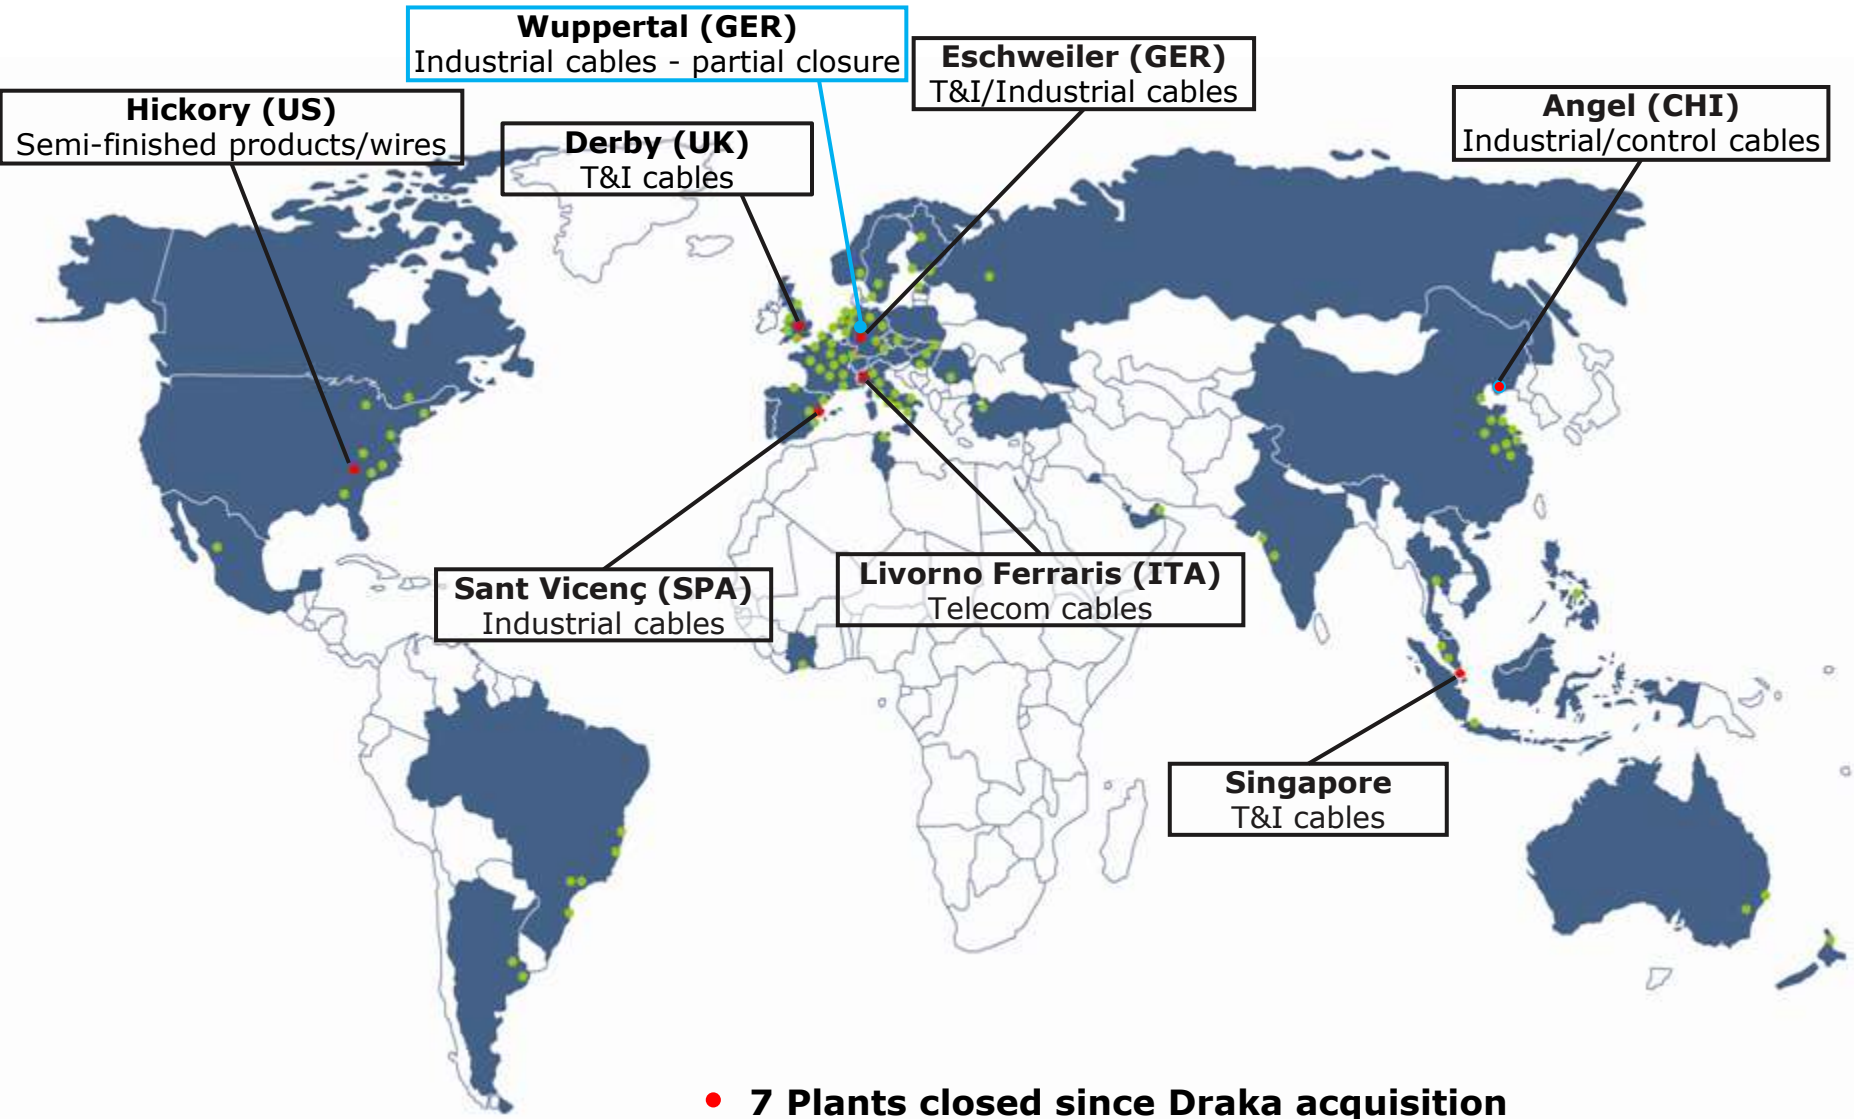 Wuppertal (GER)
Industrial cables - partial closure
Eschweiler (GER)
T&I/Industrial cables
Hickory (US)
Semi-finished products/wires
Derby (UK)
T&I cables
Angel (CHI)
Industrial/control cables
Sant Vicenç (SPA)
Industrial cables
Livorno Ferraris (ITA)
Telecom cables
Singapore
T&I cables
7 Plants closed since Draka acquisition